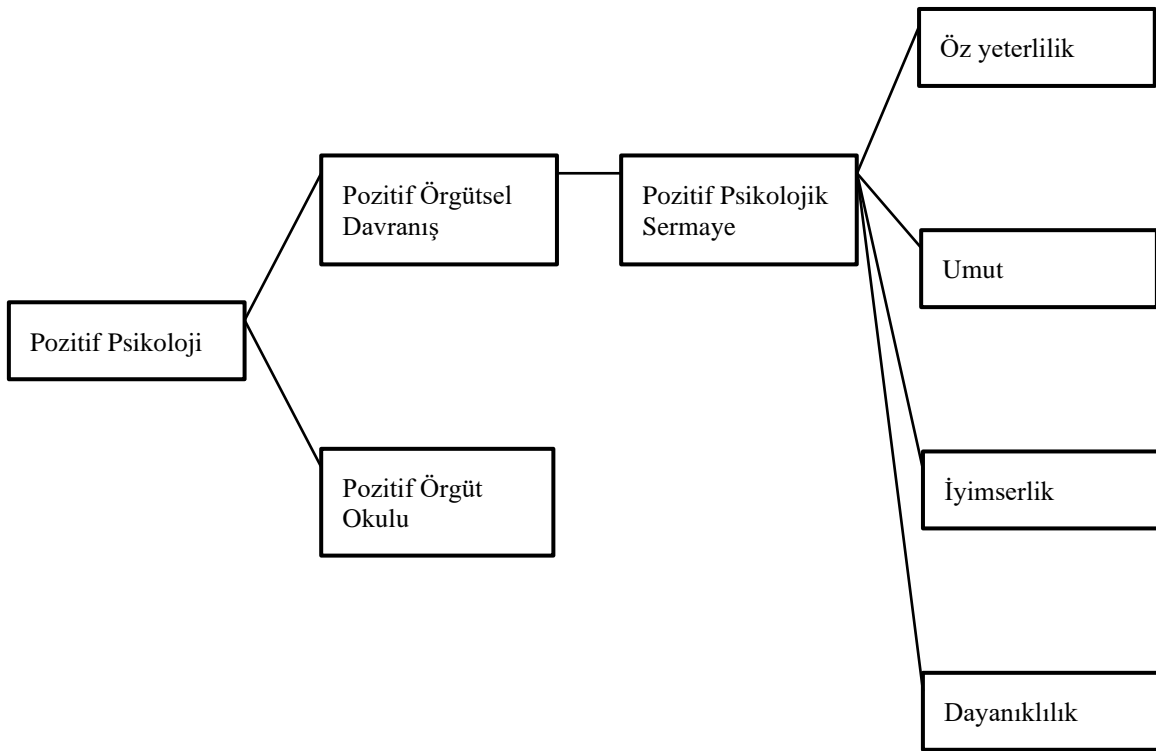 Öz yeterlilik
Pozitif Örgütsel
Davranış
Pozitif Psikolojik
Sermaye
Umut
Pozitif Psikoloji
Pozitif Örgüt
Okulu
İyimserlik
Dayanıklılık